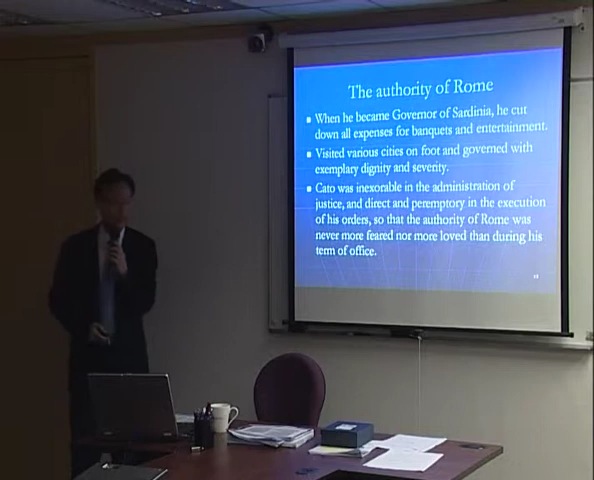 The authority of Rome
When he became Governor of Sardinia, he cut
down all expenses for banquets and entertainment.
Visited various cities on foot and governed with
exemplary dignity and severity.
Cato was inexorable in the administration of
justice, and direct and peremptory in the execution
of his orders, so that the authority of Rome was
never more feared nor more loved than during his
term of office.